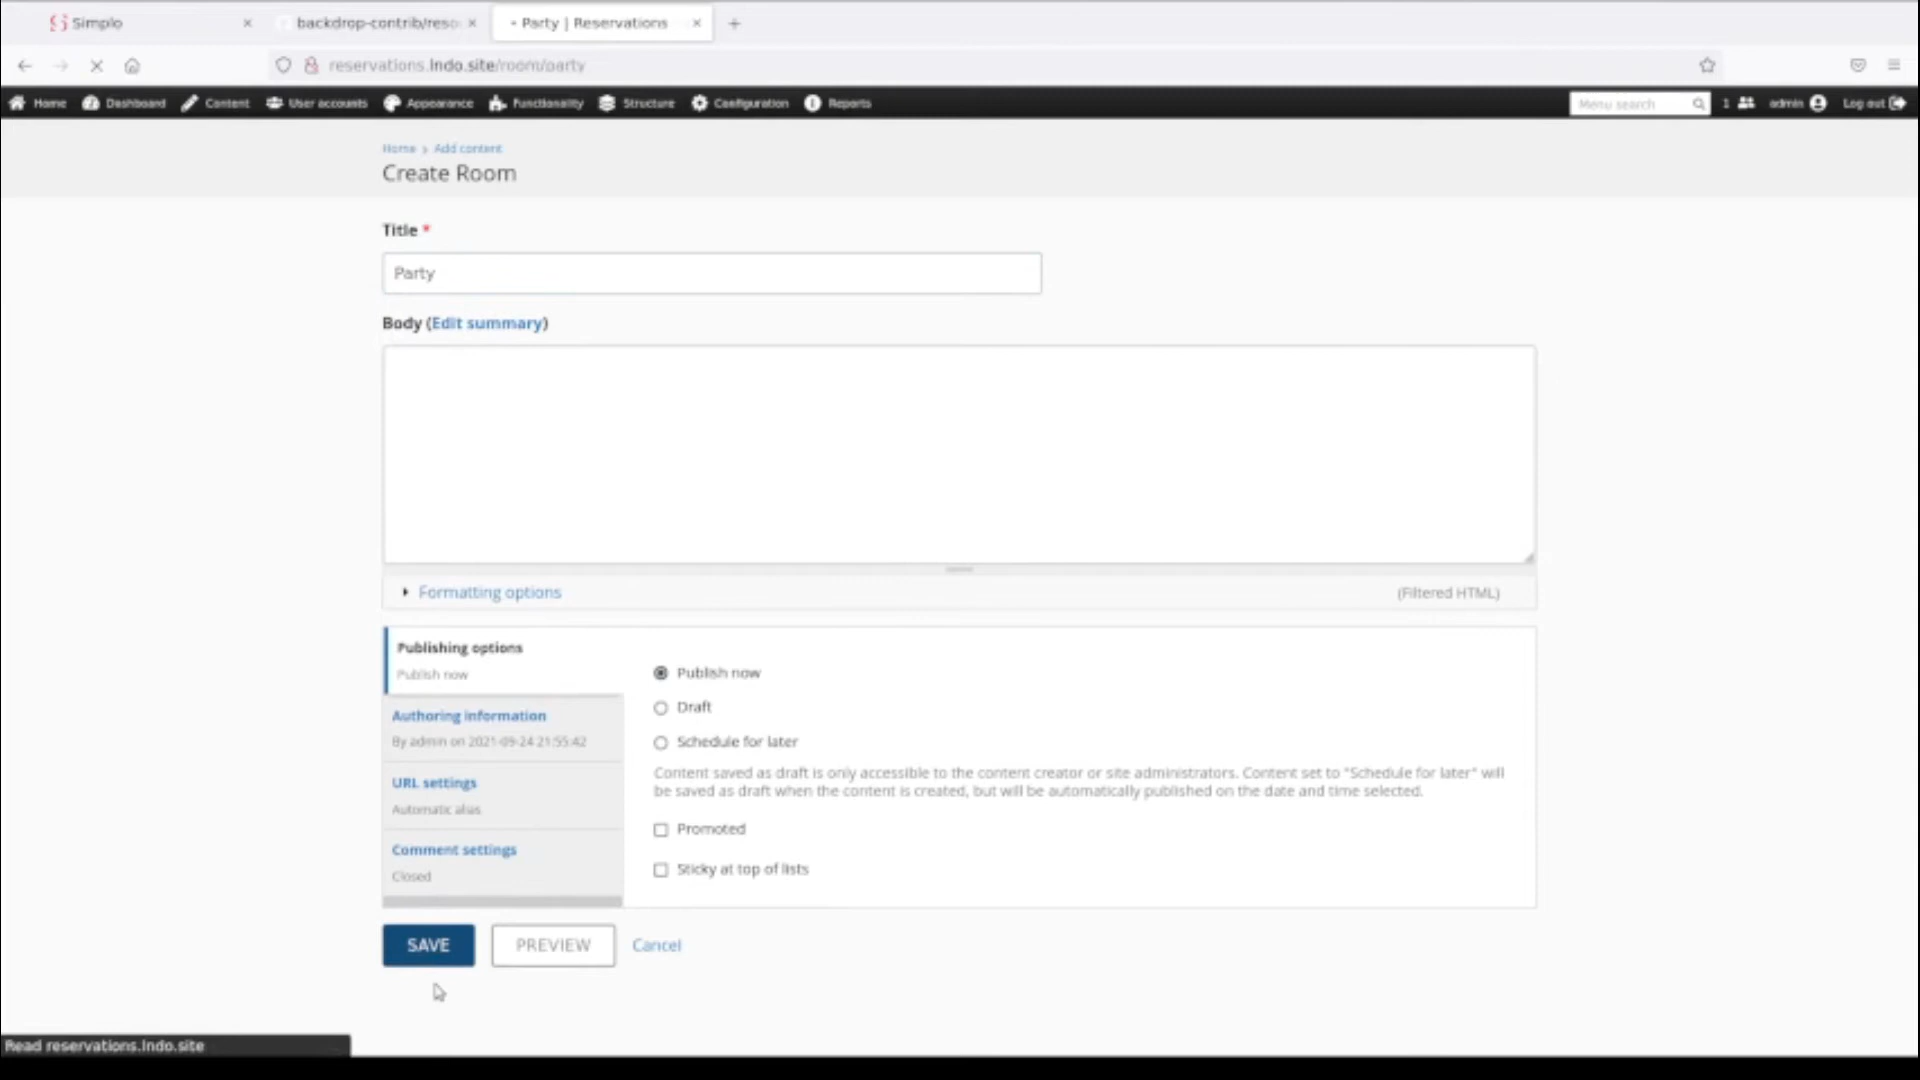 Simplo
backdrop-contrib/reso
Party | Reservations
reservations.lndo.site/room/party
Home Dashboard Content User accounts Appearance Functionality Structure Configuration Reports Menu search 1 admin Log out
Home › Add content
Create Room
Title *
Party
Body (Edit summary)
Formatting options (Filtered HTML)
Publishing options
Publish now
Authoring information
By admin on 2021-09-24 21:55:42
URL settings
Automatic alias
Comment settings
Closed
Publish now
Draft
Schedule for later
Content saved as draft is only accessible to the content creator or site administrators. Content set to "Schedule for later" will
be saved as draft when the content is created, but will be automatically published on the date and time selected.
Promoted
Sticky at top of lists
SAVE PREVIEW Cancel
Read reservations.lndo.site